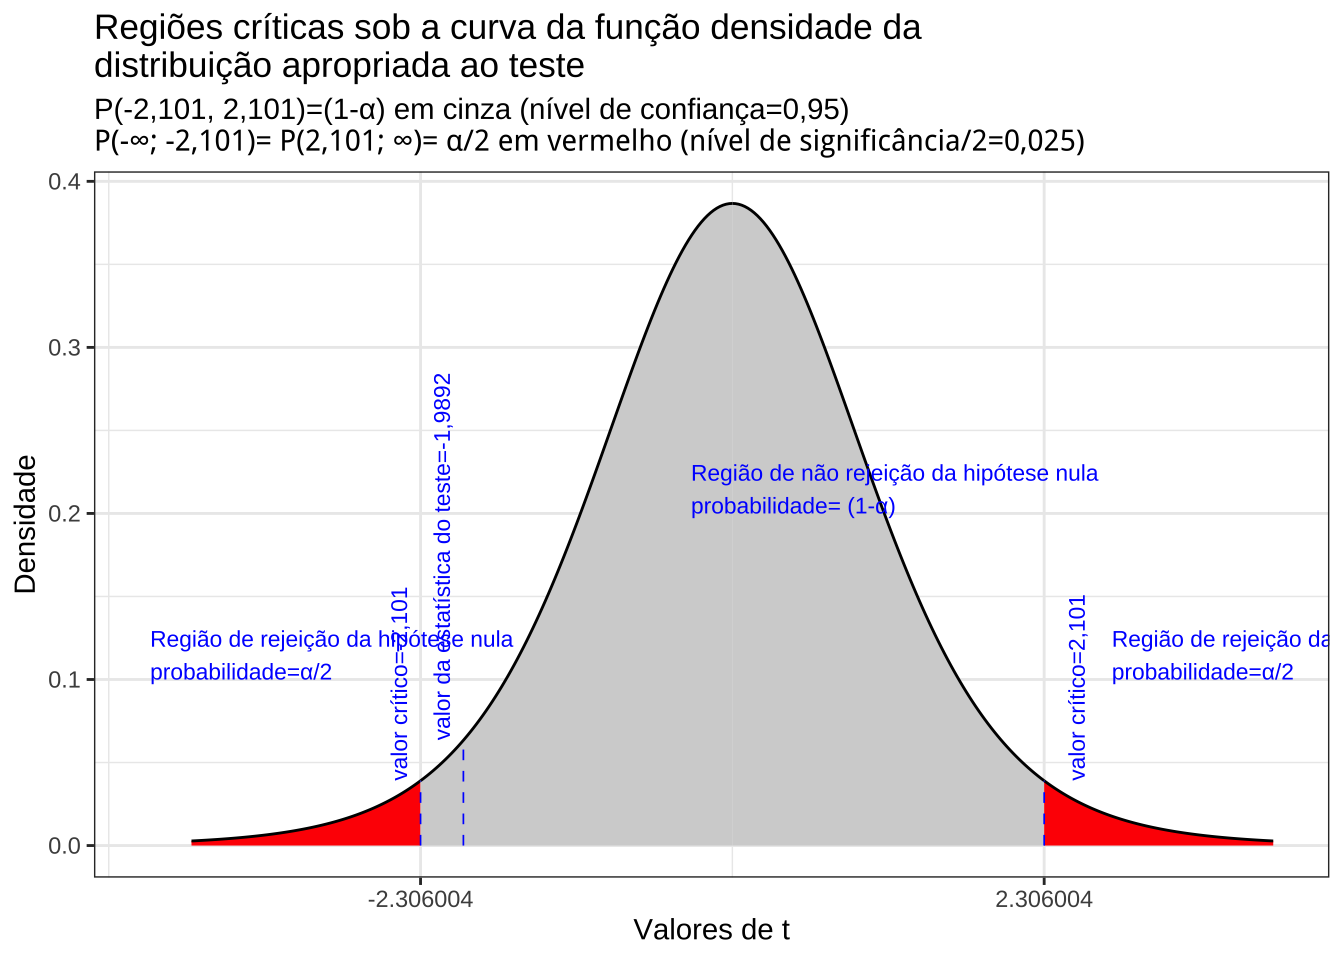 Regiões críticas sob a curva da função densidade da
distribuição apropriada ao teste
P(-2,101, 2,101)=(1-α) em cinza (nível de confiança=0,95)
P(-∞; -2,101)= P(2,101; ∞)= α/2 em vermelho (nível de significância/2=0,025)
0.4
0.3
0.2
0.1
0.0
Densidade
valor da estatística do teste=-1,9892
Região de não rejeição da hipótese nula
probabilidade= (1-α)
valor crítico=-2,101
Região de rejeição da hipótese nula
probabilidade=α/2
valor crítico=2,101
Região de rejeição da
probabilidade=α/2
-2.306004
2.306004
Valores de t